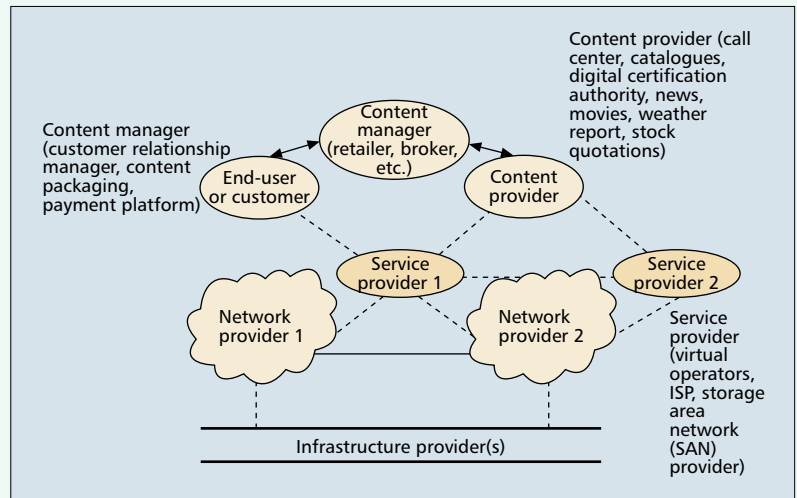 Content provider (call
center, catalogues,
digital certification
authority, news,
movies, weather
report, stock
quotations)
Content manager
(customer relationship
manager, content
packaging,
payment platform)
Content
manager
(retailer, broker,
etc.)
End-user
or customer
Content
provider
Service
provider 1
Service
provider 2
Network
provider 1
Network
provider 2
Service
provider
(virtual
operators,
ISP, storage
area
network
(SAN)
provider)
Infrastructure provider(s)